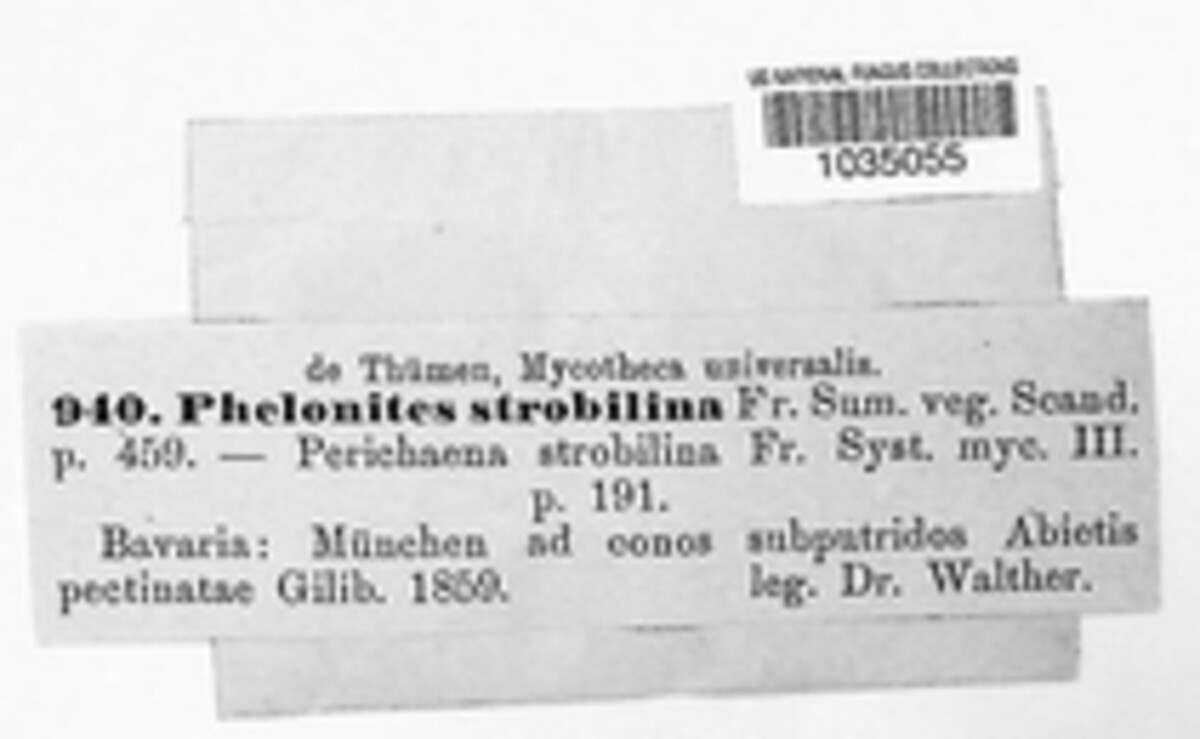 US NATIONAL FUNGUS COLLECTIONS
1035055
de Thümen, Mycotheca universalis.
940. Phelonites strobilina Fr. Sum. veg. Scand.
p. 459. — Perichaena strobilina Fr. Syst. myc. III.
p. 191.
Bavaria: München ad conos subputridos Abietis
pectinatae Gilib. 1859. leg. Dr. Walther.